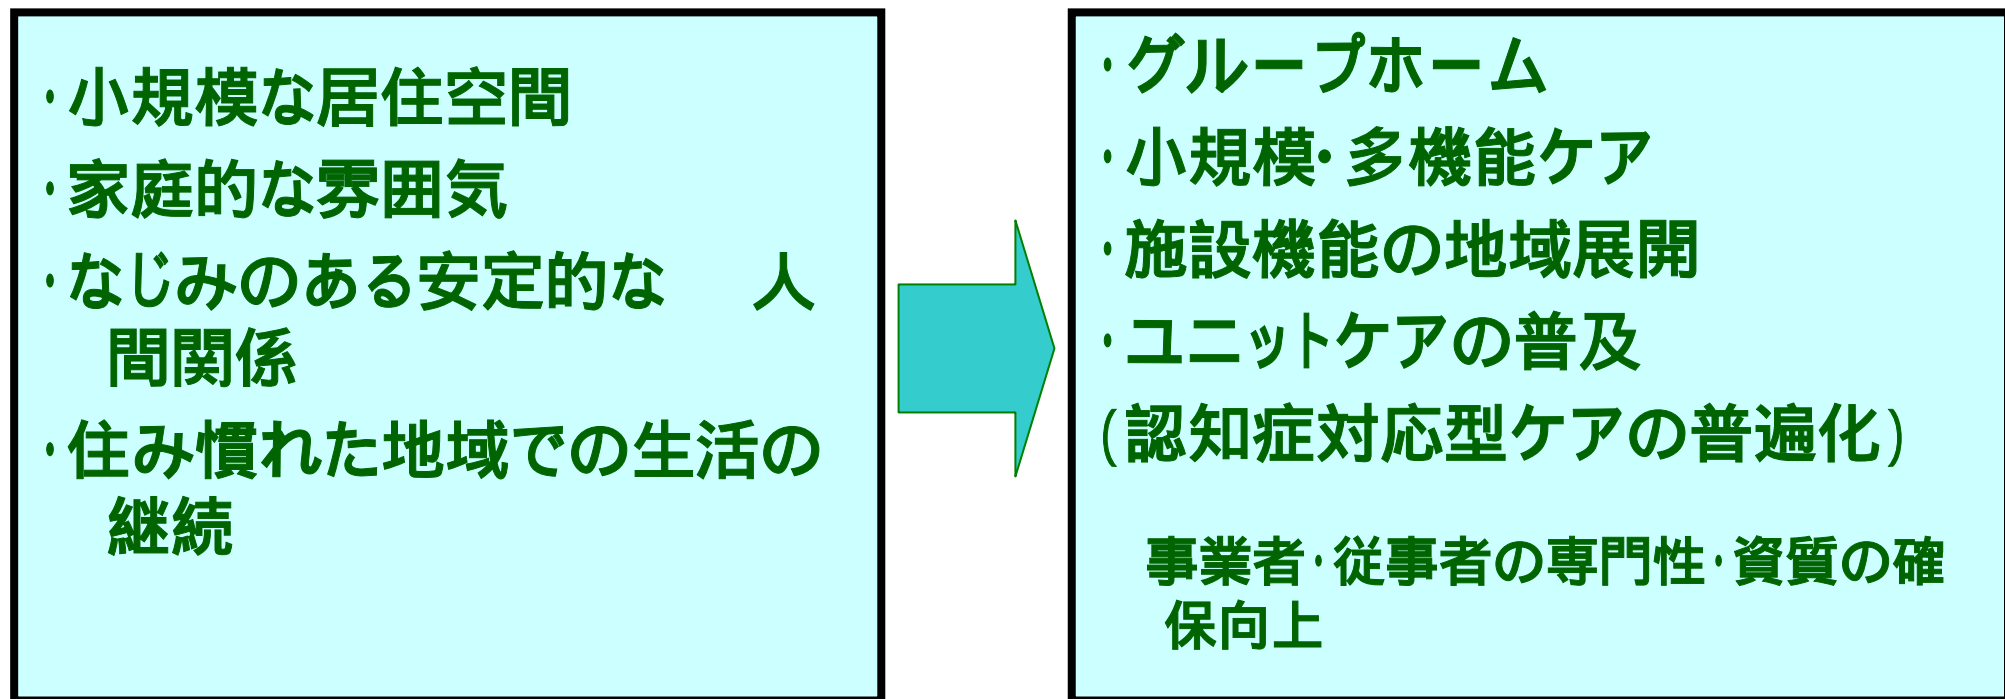 ・小規模な居住空間
・家庭的な雰囲気
・なじみのある安定的な　人
間関係
・住み慣れた地域での生活の
継続
・グループホーム
・小規模・多機能ケア
・施設機能の地域展開
・ユニットケアの普及
(認知症対応型ケアの普遍化)
事業者・従事者の専門性・資質の確
保向上